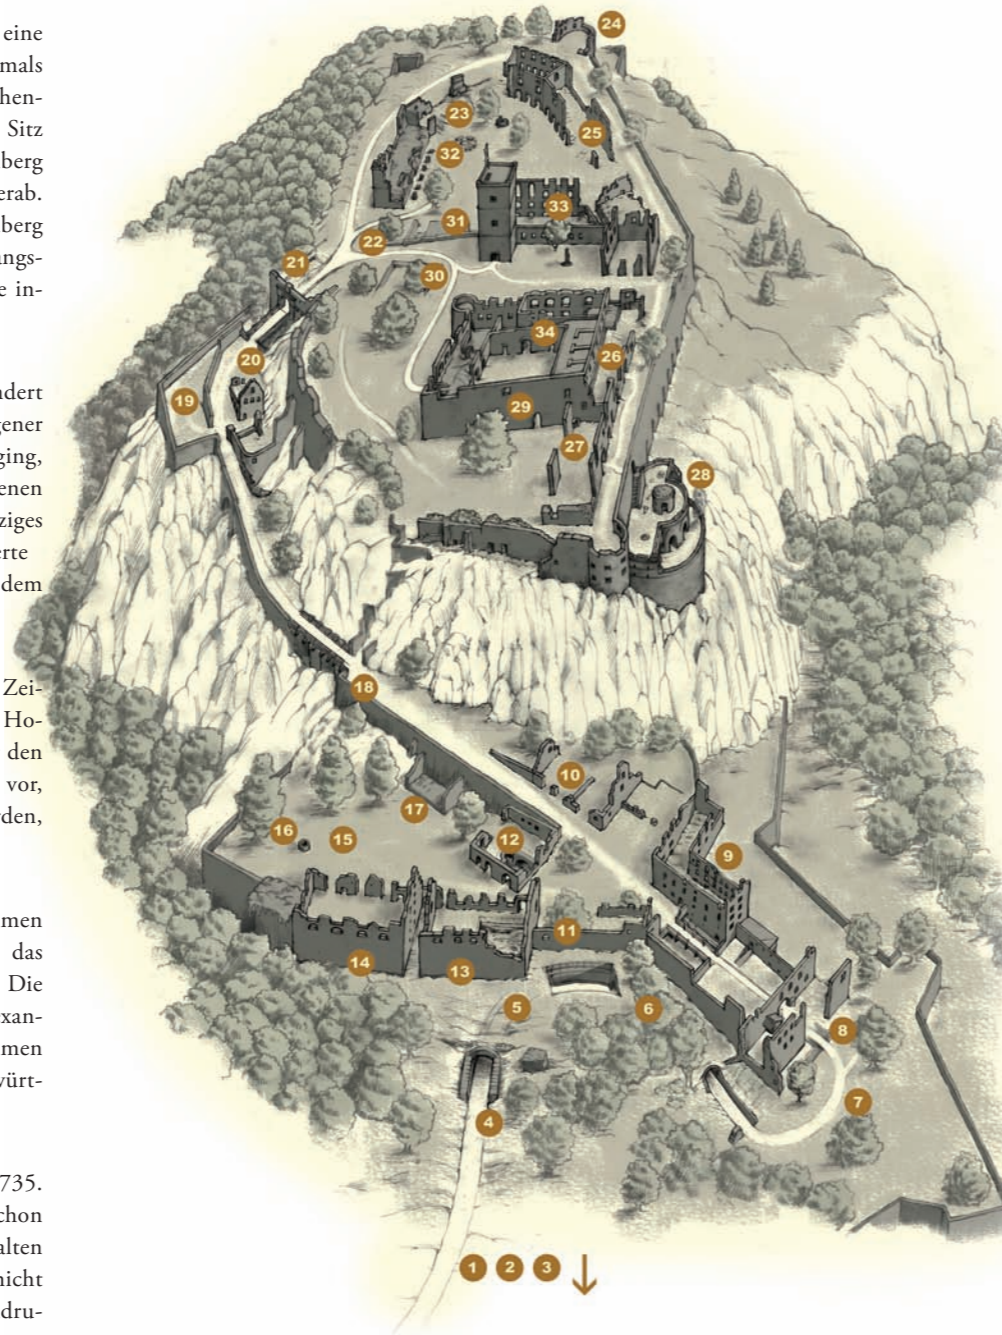 eine
mals
hen-
Sitz
berg
erab.
berg
angs-
e in-
ndert
gener
ging,
enen
ziges
erte
dem
Zei-
Ho-
den
vor,
rden,
men
das
Die
xan-
men
würt-
735.
chon
alten
nicht
dru-
24
23
25
32
31
33
22
21
30
34
20
26
19
29
27
28
18
10
17
16
15
12
9
11
14
13
5
6
8
7
4
1 2 3 ↓